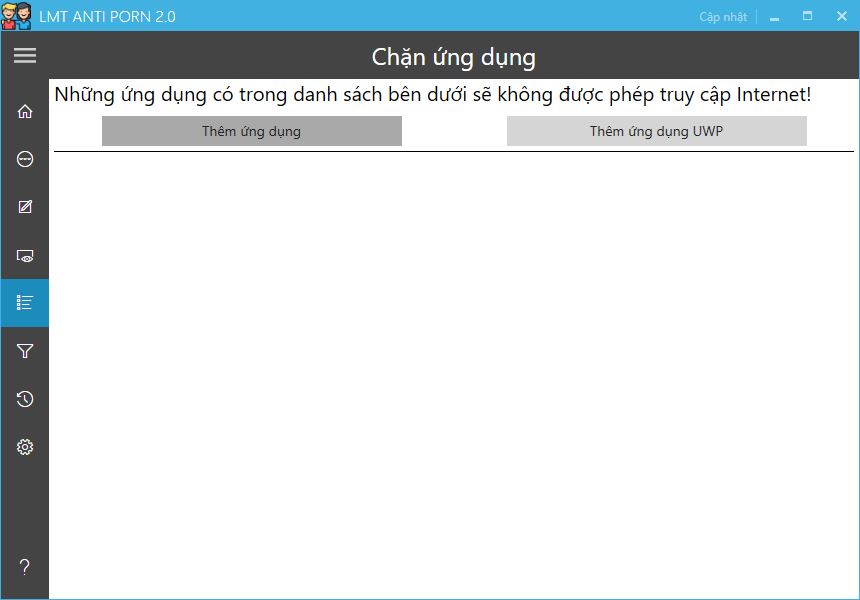 LMT ANTI PORN 2.0
Cập nhật
Chặn ứng dụng
Những ứng dụng có trong danh sách bên dưới sẽ không được phép truy cập Internet!
Thêm ứng dụng
Thêm ứng dụng UWP
?